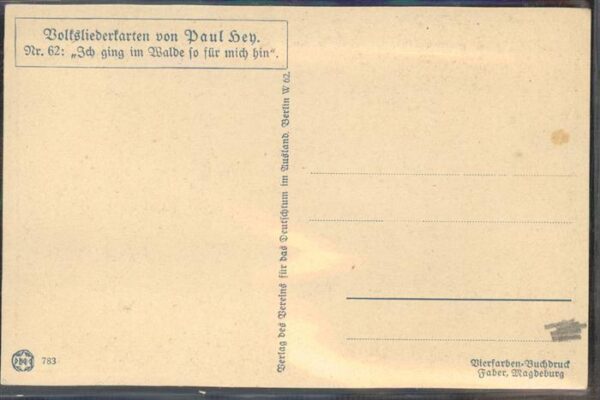 Volksliederkarten von Paul Hey.
Nr. 62: „Ich ging im Walde so für mich hin“.
Verlag des Vereins für das Deutschtum im Ausland. Berlin W 62.
783
Vierfarben-Buchdruck
Faber, Magdeburg